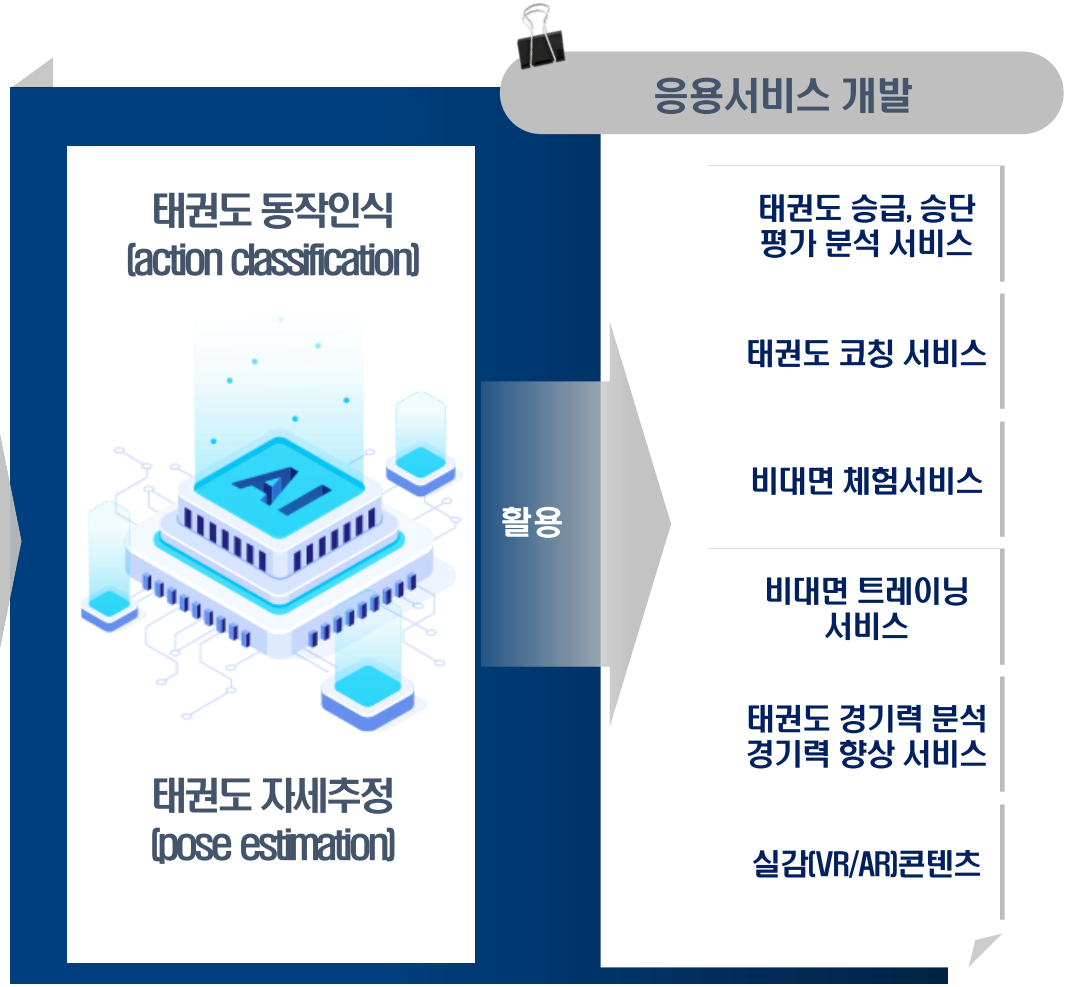 응용서비스 개발
태권도 동작인식
(action classification)
AI
태권도 자세추정
(pose estimation)
활용
태권도 승급, 승단
평가 분석 서비스
태권도 코칭 서비스
비대면 체험서비스
비대면 트레이닝
서비스
태권도 경기력 분석
경기력 향상 서비스
실감(VR/AR)콘텐츠